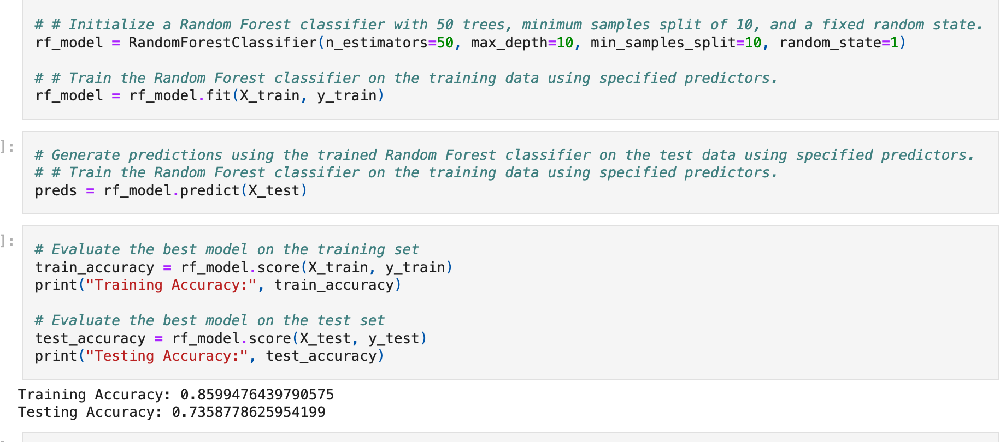 # # Initialize a Random Forest classifier with 50 trees, minimum samples split of 10, and a fixed random state.
rf_model = RandomForestClassifier(n_estimators=50, max_depth=10, min_samples_split=10, random_state=1)
# # Train the Random Forest classifier on the training data using specified predictors.
rf_model = rf_model.fit(X_train, y_train)
]:
# Generate predictions using the trained Random Forest classifier on the test data using specified predictors.
# # Train the Random Forest classifier on the training data using specified predictors.
preds = rf_model.predict(X_test)
]:
# Evaluate the best model on the training set
train_accuracy = rf_model.score(X_train, y_train)
print("Training Accuracy:", train_accuracy)
# Evaluate the best model on the test set
test_accuracy = rf_model.score(X_test, y_test)
print("Testing Accuracy:", test_accuracy)
Training Accuracy: 0.8599476439790575
Testing Accuracy: 0.7358778625954199